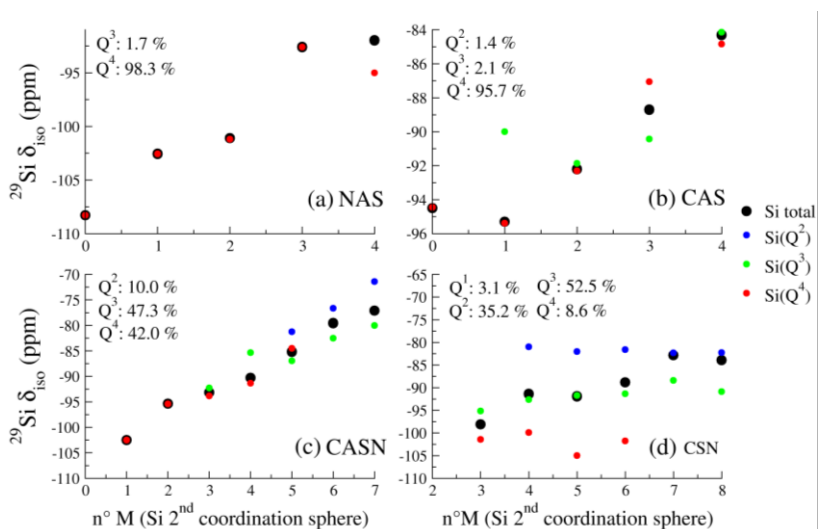 Q³: 1.7 %
Q⁴: 98.3 %
-95
-100
-105
-110
0 1 2 3 4
(a) NAS
²⁹Si δiso (ppm)
Q²: 1.4 %
Q³: 2.1 %
Q⁴: 95.7 %
-84
-86
-88
-90
-92
-94
-96
0 1 2 3 4
(b) CAS
Si total
Si(Q²)
Si(Q³)
Si(Q⁴)
Q²: 10.0 %
Q³: 47.3 %
Q⁴: 42.0 %
-70
-75
-80
-85
-90
-95
-100
-105
-110
0 1 2 3 4 5 6 7
(c) CASN
²⁹Si δiso (ppm)
n° M (Si 2nd coordination sphere)
Q¹: 3.1 % Q³: 52.5 %
Q²: 35.2 % Q⁴: 8.6 %
-65
-70
-75
-80
-85
-90
-95
-100
-105
-110
2 3 4 5 6 7 8
(d) CSN
n° M (Si 2nd coordination sphere)